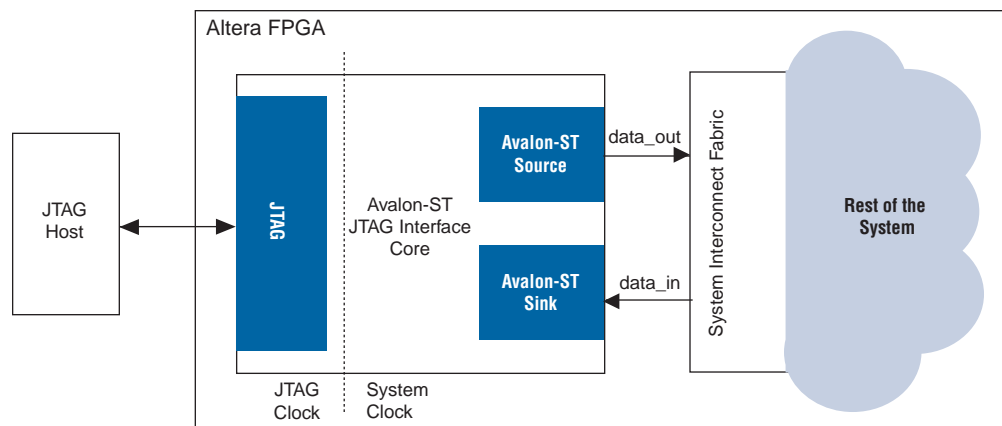 Altera FPGA
JTAG
Host
JTAG
Avalon-ST
JTAG Interface
Core
Avalon-ST
Source
Avalon-ST
Sink
data_out
data_in
System Interconnect Fabric
Rest of the
System
JTAG
Clock
System
Clock